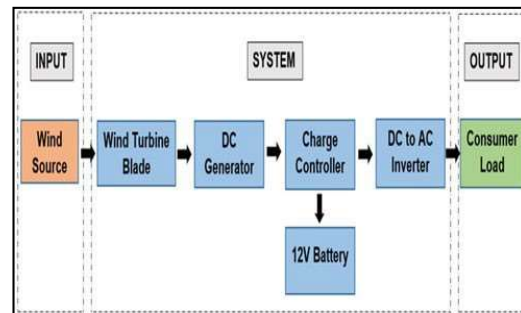 INPUT
SYSTEM
OUTPUT
Wind
Source
Wind Turbine
Blade
DC
Generator
Charge
Controller
DC to AC
Inverter
Consumer
Load
12V Battery